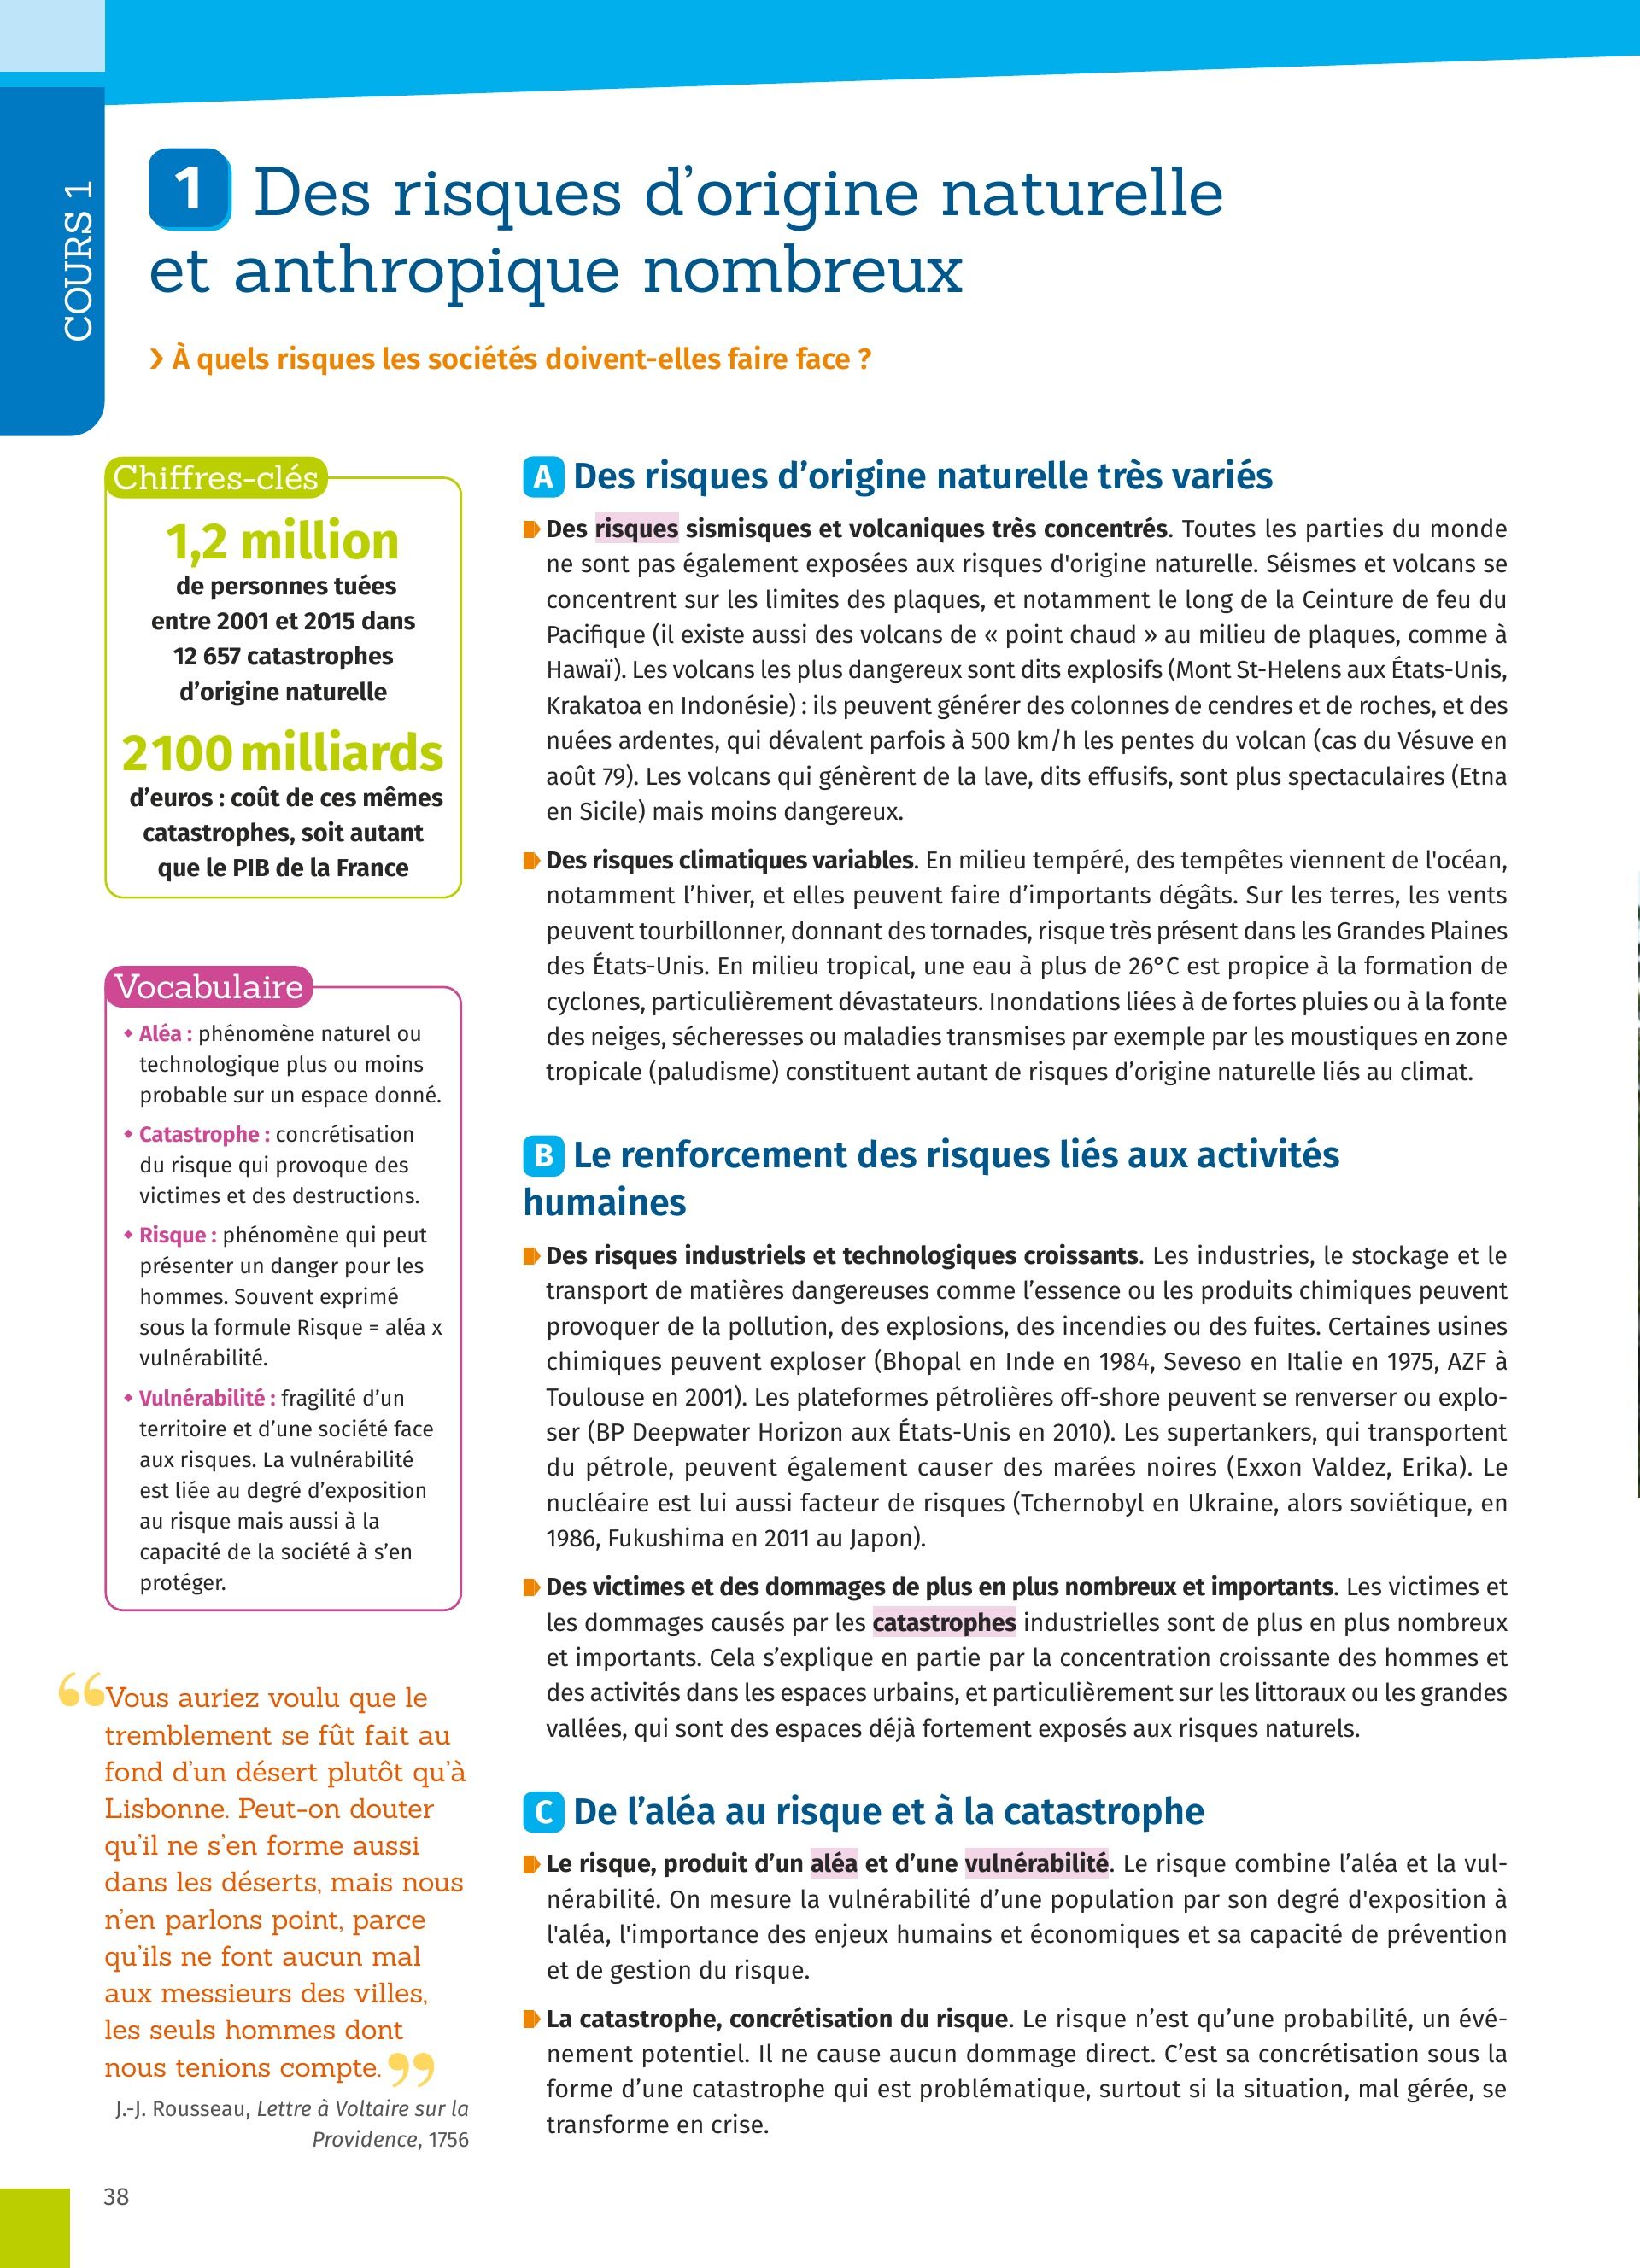 COURS 1
1 Des risques d’origine naturelle
et anthropique nombreux
› À quels risques les sociétés doivent-elles faire face ?
Chiffres-clés
1,2 million
de personnes tuées
entre 2001 et 2015 dans
12 657 catastrophes
d’origine naturelle
2 100 milliards
d’euros : coût de ces mêmes
catastrophes, soit autant
que le PIB de la France
Vocabulaire
Aléa : phénomène naturel ou
technologique plus ou moins
probable sur un espace donné.
Catastrophe : concrétisation
du risque qui provoque des
victimes et des destructions.
Risque : phénomène qui peut
présenter un danger pour les
hommes. Souvent exprimé
sous la formule Risque = aléa x
vulnérabilité.
Vulnérabilité : fragilité d’un
territoire et d’une société face
aux risques. La vulnérabilité
est liée au degré d’exposition
au risque mais aussi à la
capacité de la société à s’en
protéger.
“Vous auriez voulu que le
tremblement se fût fait au
fond d’un désert plutôt qu’à
Lisbonne. Peut-on douter
qu’il ne s’en forme aussi
dans les déserts, mais nous
n’en parlons point, parce
qu’ils ne font aucun mal
aux messieurs des villes,
les seuls hommes dont
nous tenions compte.”
J.-J. Rousseau, Lettre à Voltaire sur la
Providence, 1756
A Des risques d’origine naturelle très variés
Des risques sismisques et volcaniques très concentrés. Toutes les parties du monde
ne sont pas également exposées aux risques d'origine naturelle. Séismes et volcans se
concentrent sur les limites des plaques, et notamment le long de la Ceinture de feu du
Pacifique (il existe aussi des volcans de « point chaud » au milieu de plaques, comme à
Hawaï). Les volcans les plus dangereux sont dits explosifs (Mont St-Helens aux États-Unis,
Krakatoa en Indonésie) : ils peuvent générer des colonnes de cendres et de roches, et des
nuées ardentes, qui dévalent parfois à 500 km/h les pentes du volcan (cas du Vésuve en
août 79). Les volcans qui génèrent de la lave, dits effusifs, sont plus spectaculaires (Etna
en Sicile) mais moins dangereux.
Des risques climatiques variables. En milieu tempéré, des tempêtes viennent de l'océan,
notamment l’hiver, et elles peuvent faire d’importants dégâts. Sur les terres, les vents
peuvent tourbillonner, donnant des tornades, risque très présent dans les Grandes Plaines
des États-Unis. En milieu tropical, une eau à plus de 26°C est propice à la formation de
cyclones, particulièrement dévastateurs. Inondations liées à de fortes pluies ou à la fonte
des neiges, sécheresses ou maladies transmises par exemple par les moustiques en zone
tropicale (paludisme) constituent autant de risques d’origine naturelle liés au climat.
B Le renforcement des risques liés aux activités
humaines
Des risques industriels et technologiques croissants. Les industries, le stockage et le
transport de matières dangereuses comme l’essence ou les produits chimiques peuvent
provoquer de la pollution, des explosions, des incendies ou des fuites. Certaines usines
chimiques peuvent exploser (Bhopal en Inde en 1984, Seveso en Italie en 1975, AZF à
Toulouse en 2001). Les plateformes pétrolières off-shore peuvent se renverser ou explo-
ser (BP Deepwater Horizon aux États-Unis en 2010). Les supertankers, qui transportent
du pétrole, peuvent également causer des marées noires (Exxon Valdez, Erika). Le
nucléaire est lui aussi facteur de risques (Tchernobyl en Ukraine, alors soviétique, en
1986, Fukushima en 2011 au Japon).
Des victimes et des dommages de plus en plus nombreux et importants. Les victimes et
les dommages causés par les catastrophes industrielles sont de plus en plus nombreux
et importants. Cela s’explique en partie par la concentration croissante des hommes et
des activités dans les espaces urbains, et particulièrement sur les littoraux ou les grandes
vallées, qui sont des espaces déjà fortement exposés aux risques naturels.
C De l’aléa au risque et à la catastrophe
Le risque, produit d’un aléa et d’une vulnérabilité. Le risque combine l’aléa et la vul-
nérabilité. On mesure la vulnérabilité d’une population par son degré d'exposition à
l'aléa, l'importance des enjeux humains et économiques et sa capacité de prévention
et de gestion du risque.
La catastrophe, concrétisation du risque. Le risque n’est qu’une probabilité, un évé-
nement potentiel. Il ne cause aucun dommage direct. C’est sa concrétisation sous la
forme d’une catastrophe qui est problématique, surtout si la situation, mal gérée, se
transforme en crise.
38